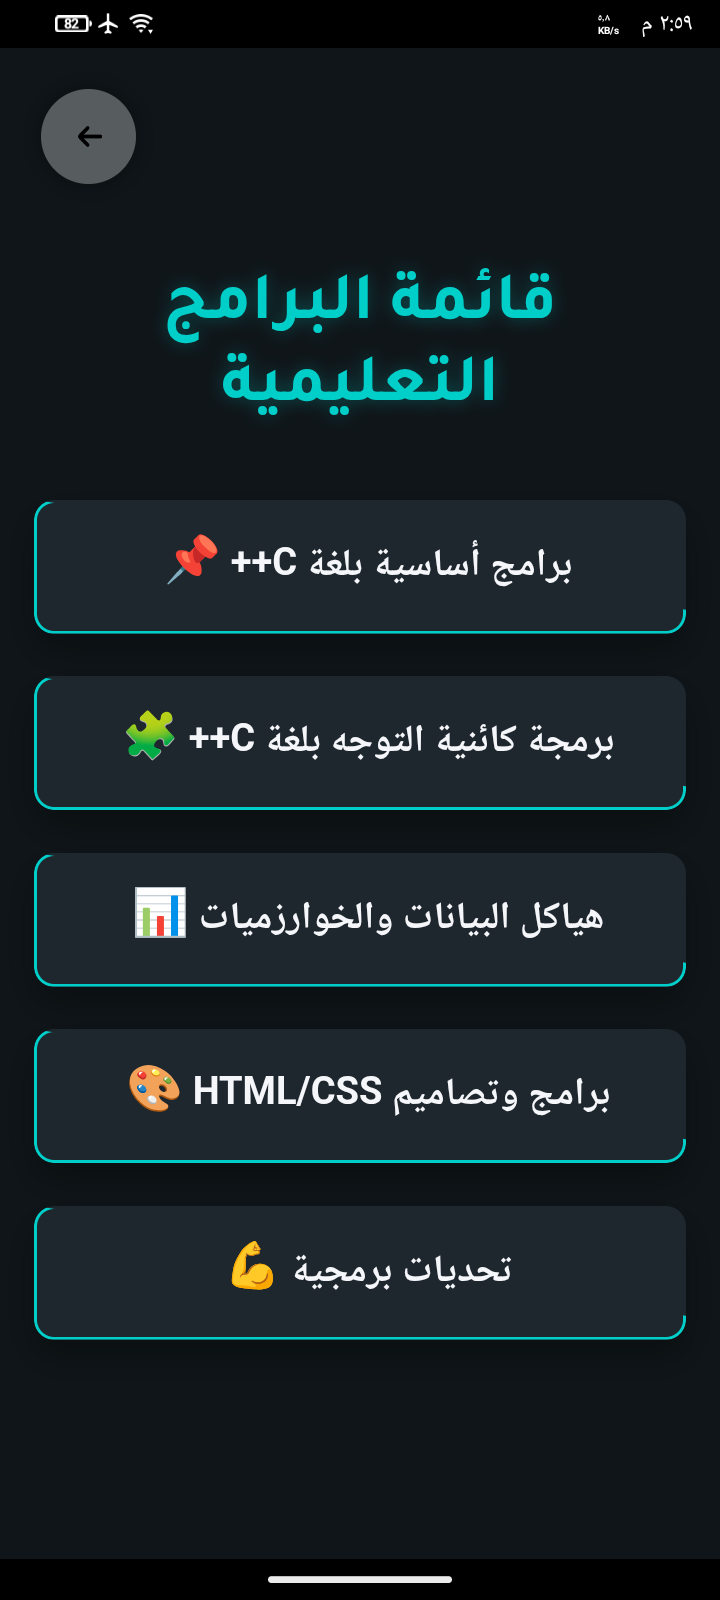 ٢:٥٩ م
٥,٨
KB/s
82
قائمة البرامج
التعليمية
برامج أساسية بلغة C++ 📌
برمجة كائنية التوجه بلغة C++ 🧩
هياكل البيانات والخوارزميات 📊
برامج وتصاميم HTML/CSS 🎨
تحديات برمجية 💪